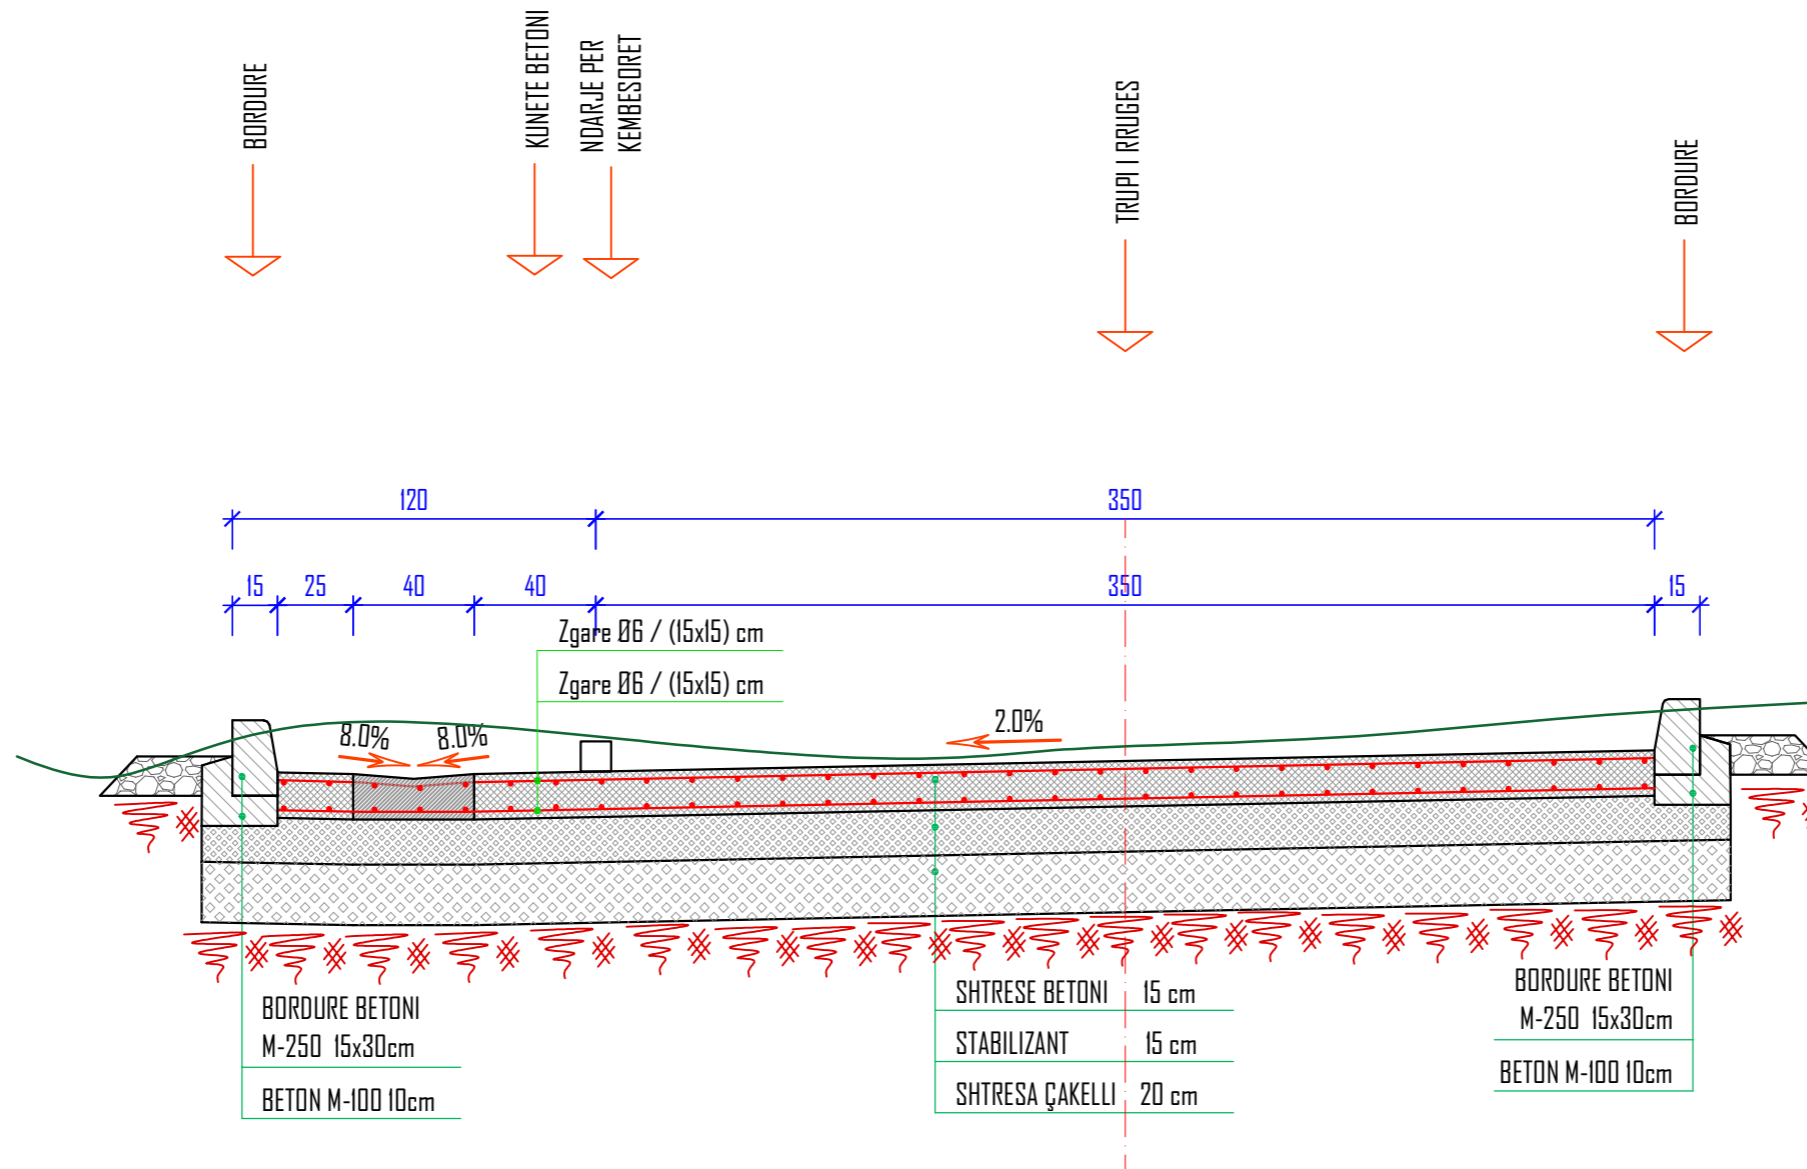 BORDURE
KUNETE BETONI
NDARJE PER
KEMBESORET
TRUPI I RRUGES
BORDURE
120
350
15
25
40
40
350
15
Zgare Ø6 / (15x15) cm
Zgare Ø6 / (15x15) cm
8.0%
8.0%
2.0%
BORDURE BETONI
M-250 15x30cm
BETON M-100 10cm
SHTRESE BETONI 15 cm
STABILIZANT 15 cm
SHTRESA ÇAKELLI 20 cm
BORDURE BETONI
M-250 15x30cm
BETON M-100 10cm